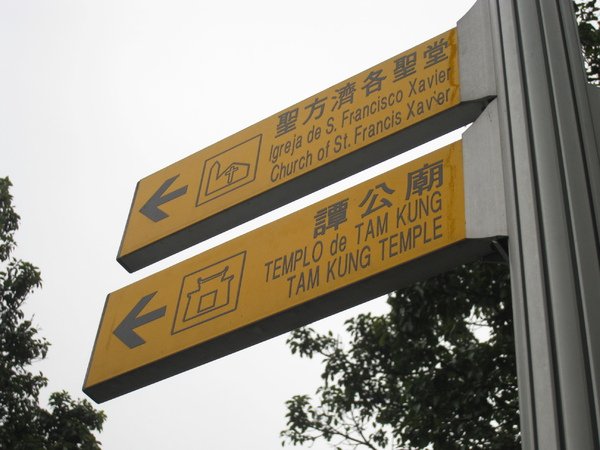 聖方濟各聖堂
Igreja de S. Francisco Xavier
Church of St. Francis Xavier
譚公廟
TEMPLO de TAM KUNG
TAM KUNG TEMPLE